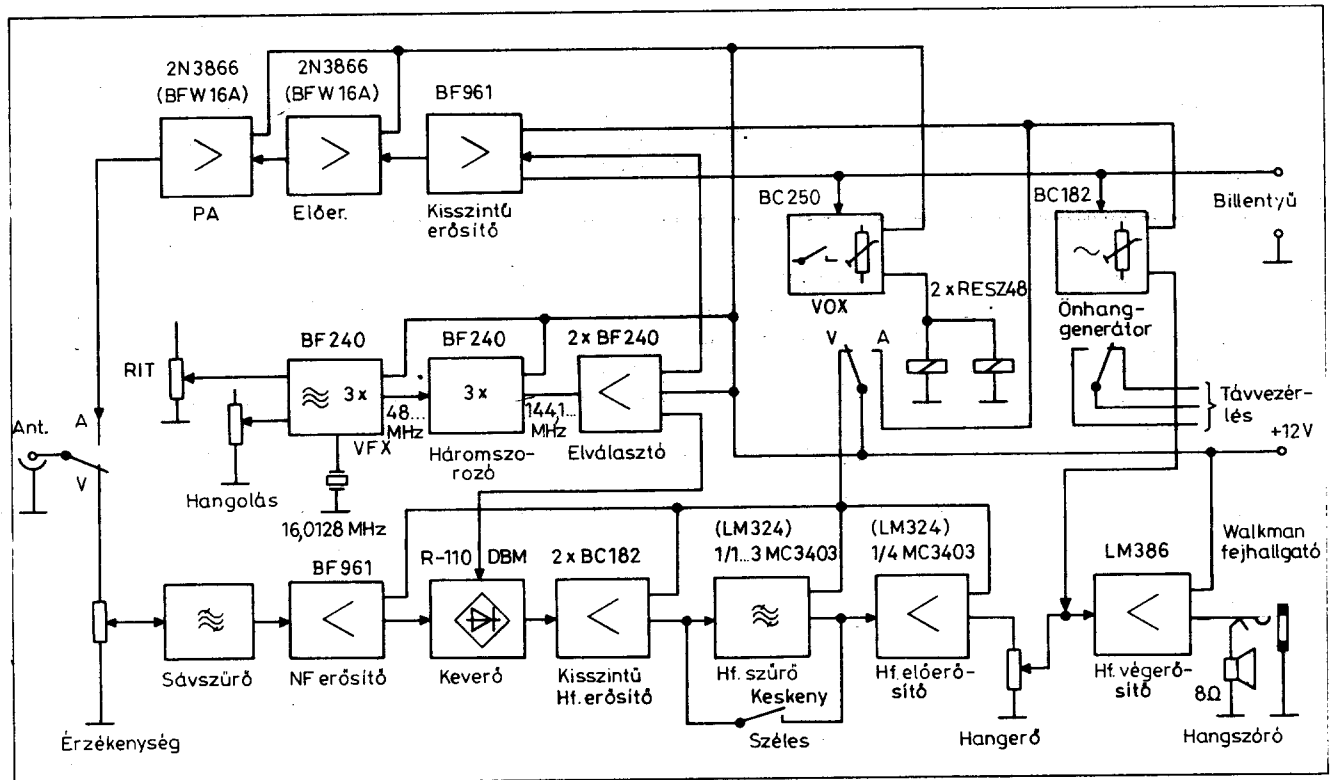 2N3866
(BFW16A)
2N3866
(BFW16A)
BF961
PA
Előer.
Kisszintű
erősítő
BC250
VOX
2xRESZ48
BC182
Önhang-
generátor
Billentyű
RIT
BF240
3x
VFX
48...
MHz
BF240
3x
Háromszo-
rozó
144,1...
MHz
2xBF240
Elválasztó
V
A
Távvezér-
lés
+12V
Ant.
A
V
Hangolás
16,0128 MHz
Érzékenység
Sávszűrő
BF961
NF erősítő
R-110
DBM
Keverő
2xBC182
Kisszintű
Hf. erősítő
(LM324)
1/1...3 MC3403
Hf. szűrő
Keskeny
Széles
(LM324)
1/4 MC3403
Hf. előerő-
sítő
Hangerő
LM386
Hf. végerő-
sítő
Walkman
fejhallgató
8Ω
Hangszóró